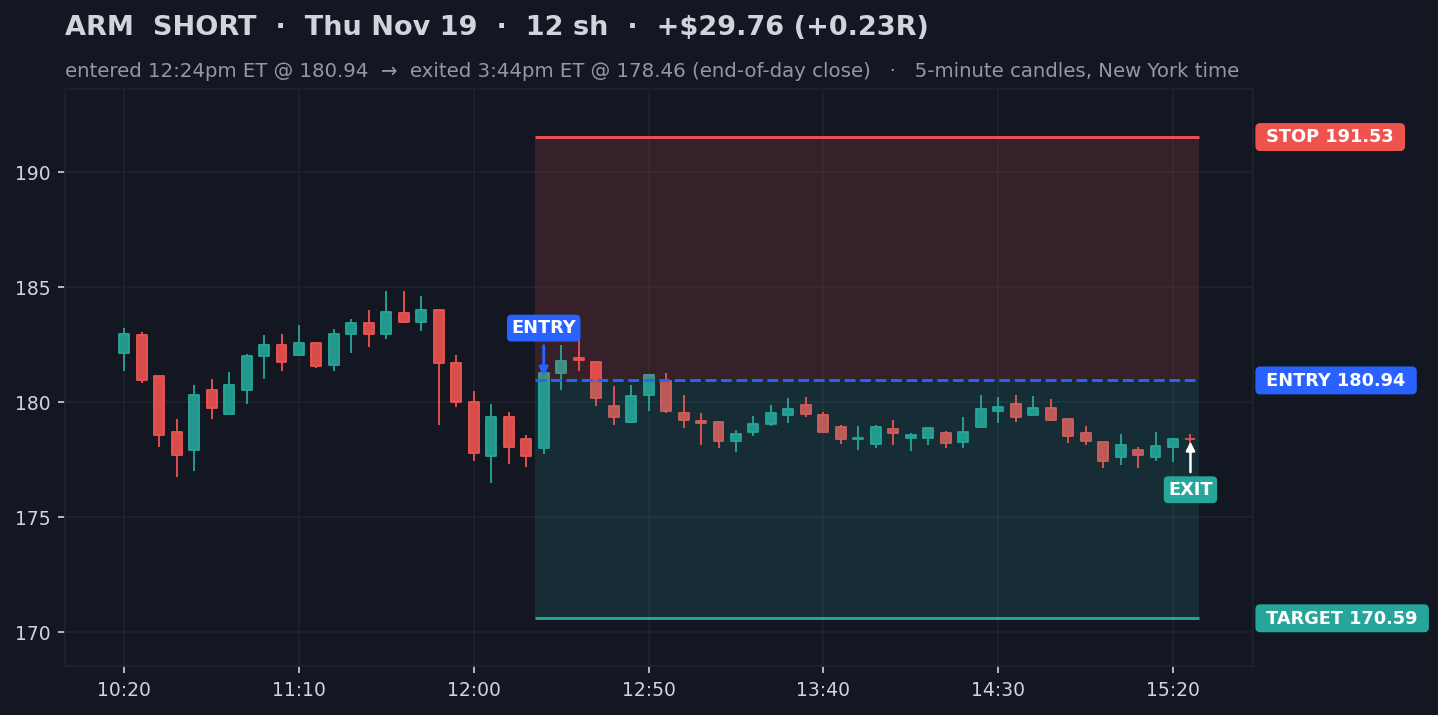 ARM SHORT · Thu Nov 19 · 12 sh · +$29.76 (+0.23R)
entered 12:24pm ET @ 180.94 → exited 3:44pm ET @ 178.46 (end-of-day close) · 5-minute candles, New York time
STOP 191.53
190
185
ENTRY
ENTRY 180.94
180
EXIT
175
TARGET 170.59
170
10:20 11:10 12:00 12:50 13:40 14:30 15:20